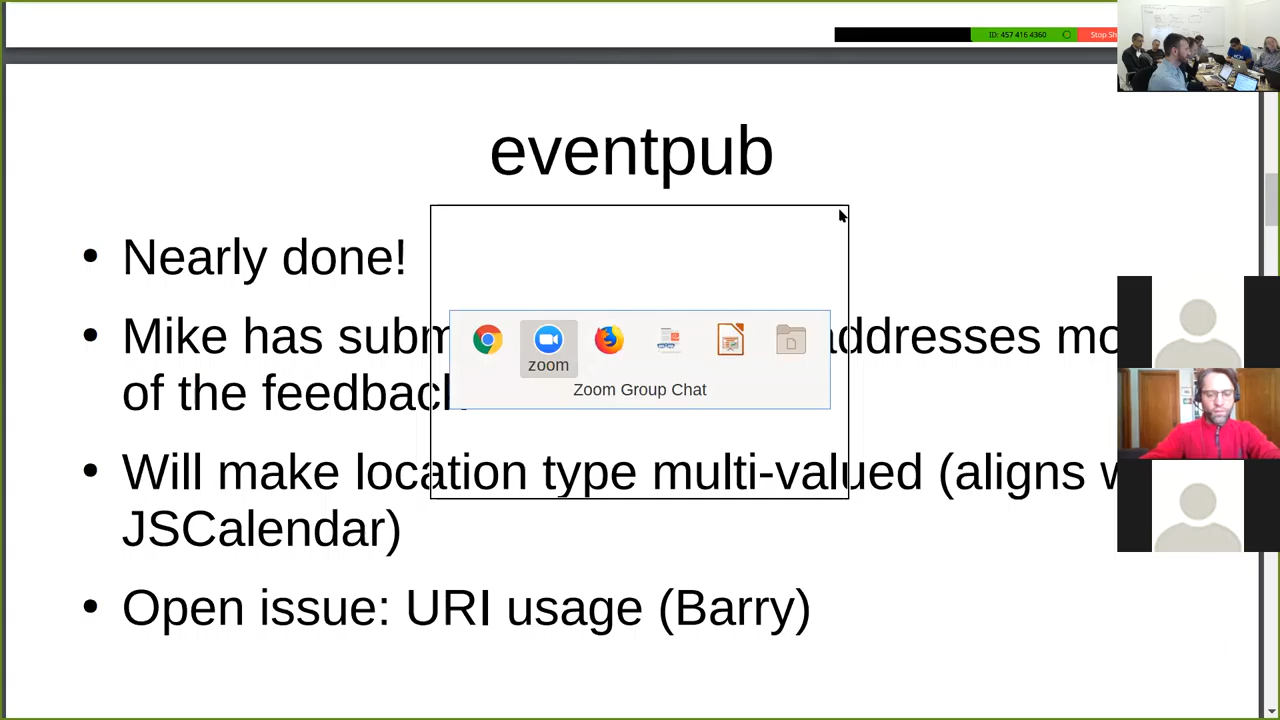 ID: 457 416 4360
Stop Sh
eventpub
• Nearly done!
• Mike has subm addresses mo
of the feedback
zoom
Zoom Group Chat
• Will make location type multi-valued (aligns w
JSCalendar)
• Open issue: URI usage (Barry)